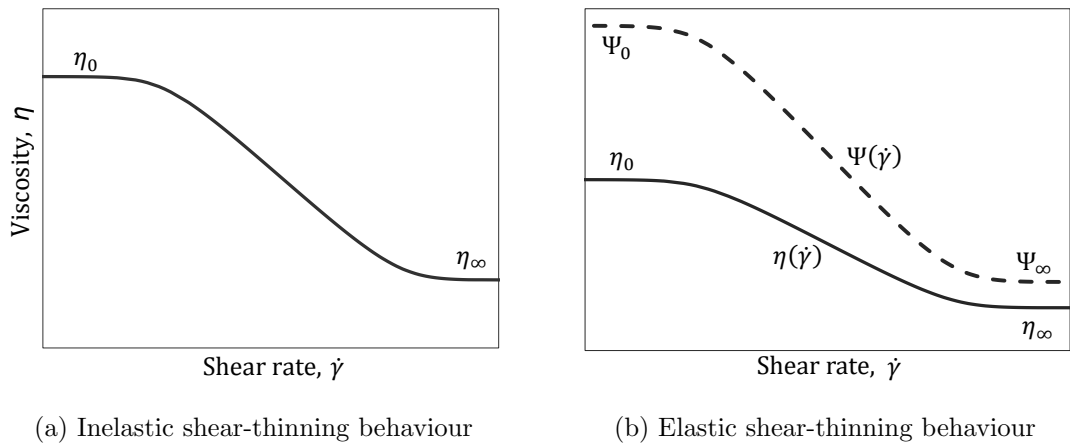 η₀
Viscosity, η
η∞
Shear rate, γ̇
(a) Inelastic shear-thinning behaviour
Ψ₀
η₀
Ψ(γ̇)
η(γ̇)
Ψ∞
η∞
Shear rate, γ̇
(b) Elastic shear-thinning behaviour